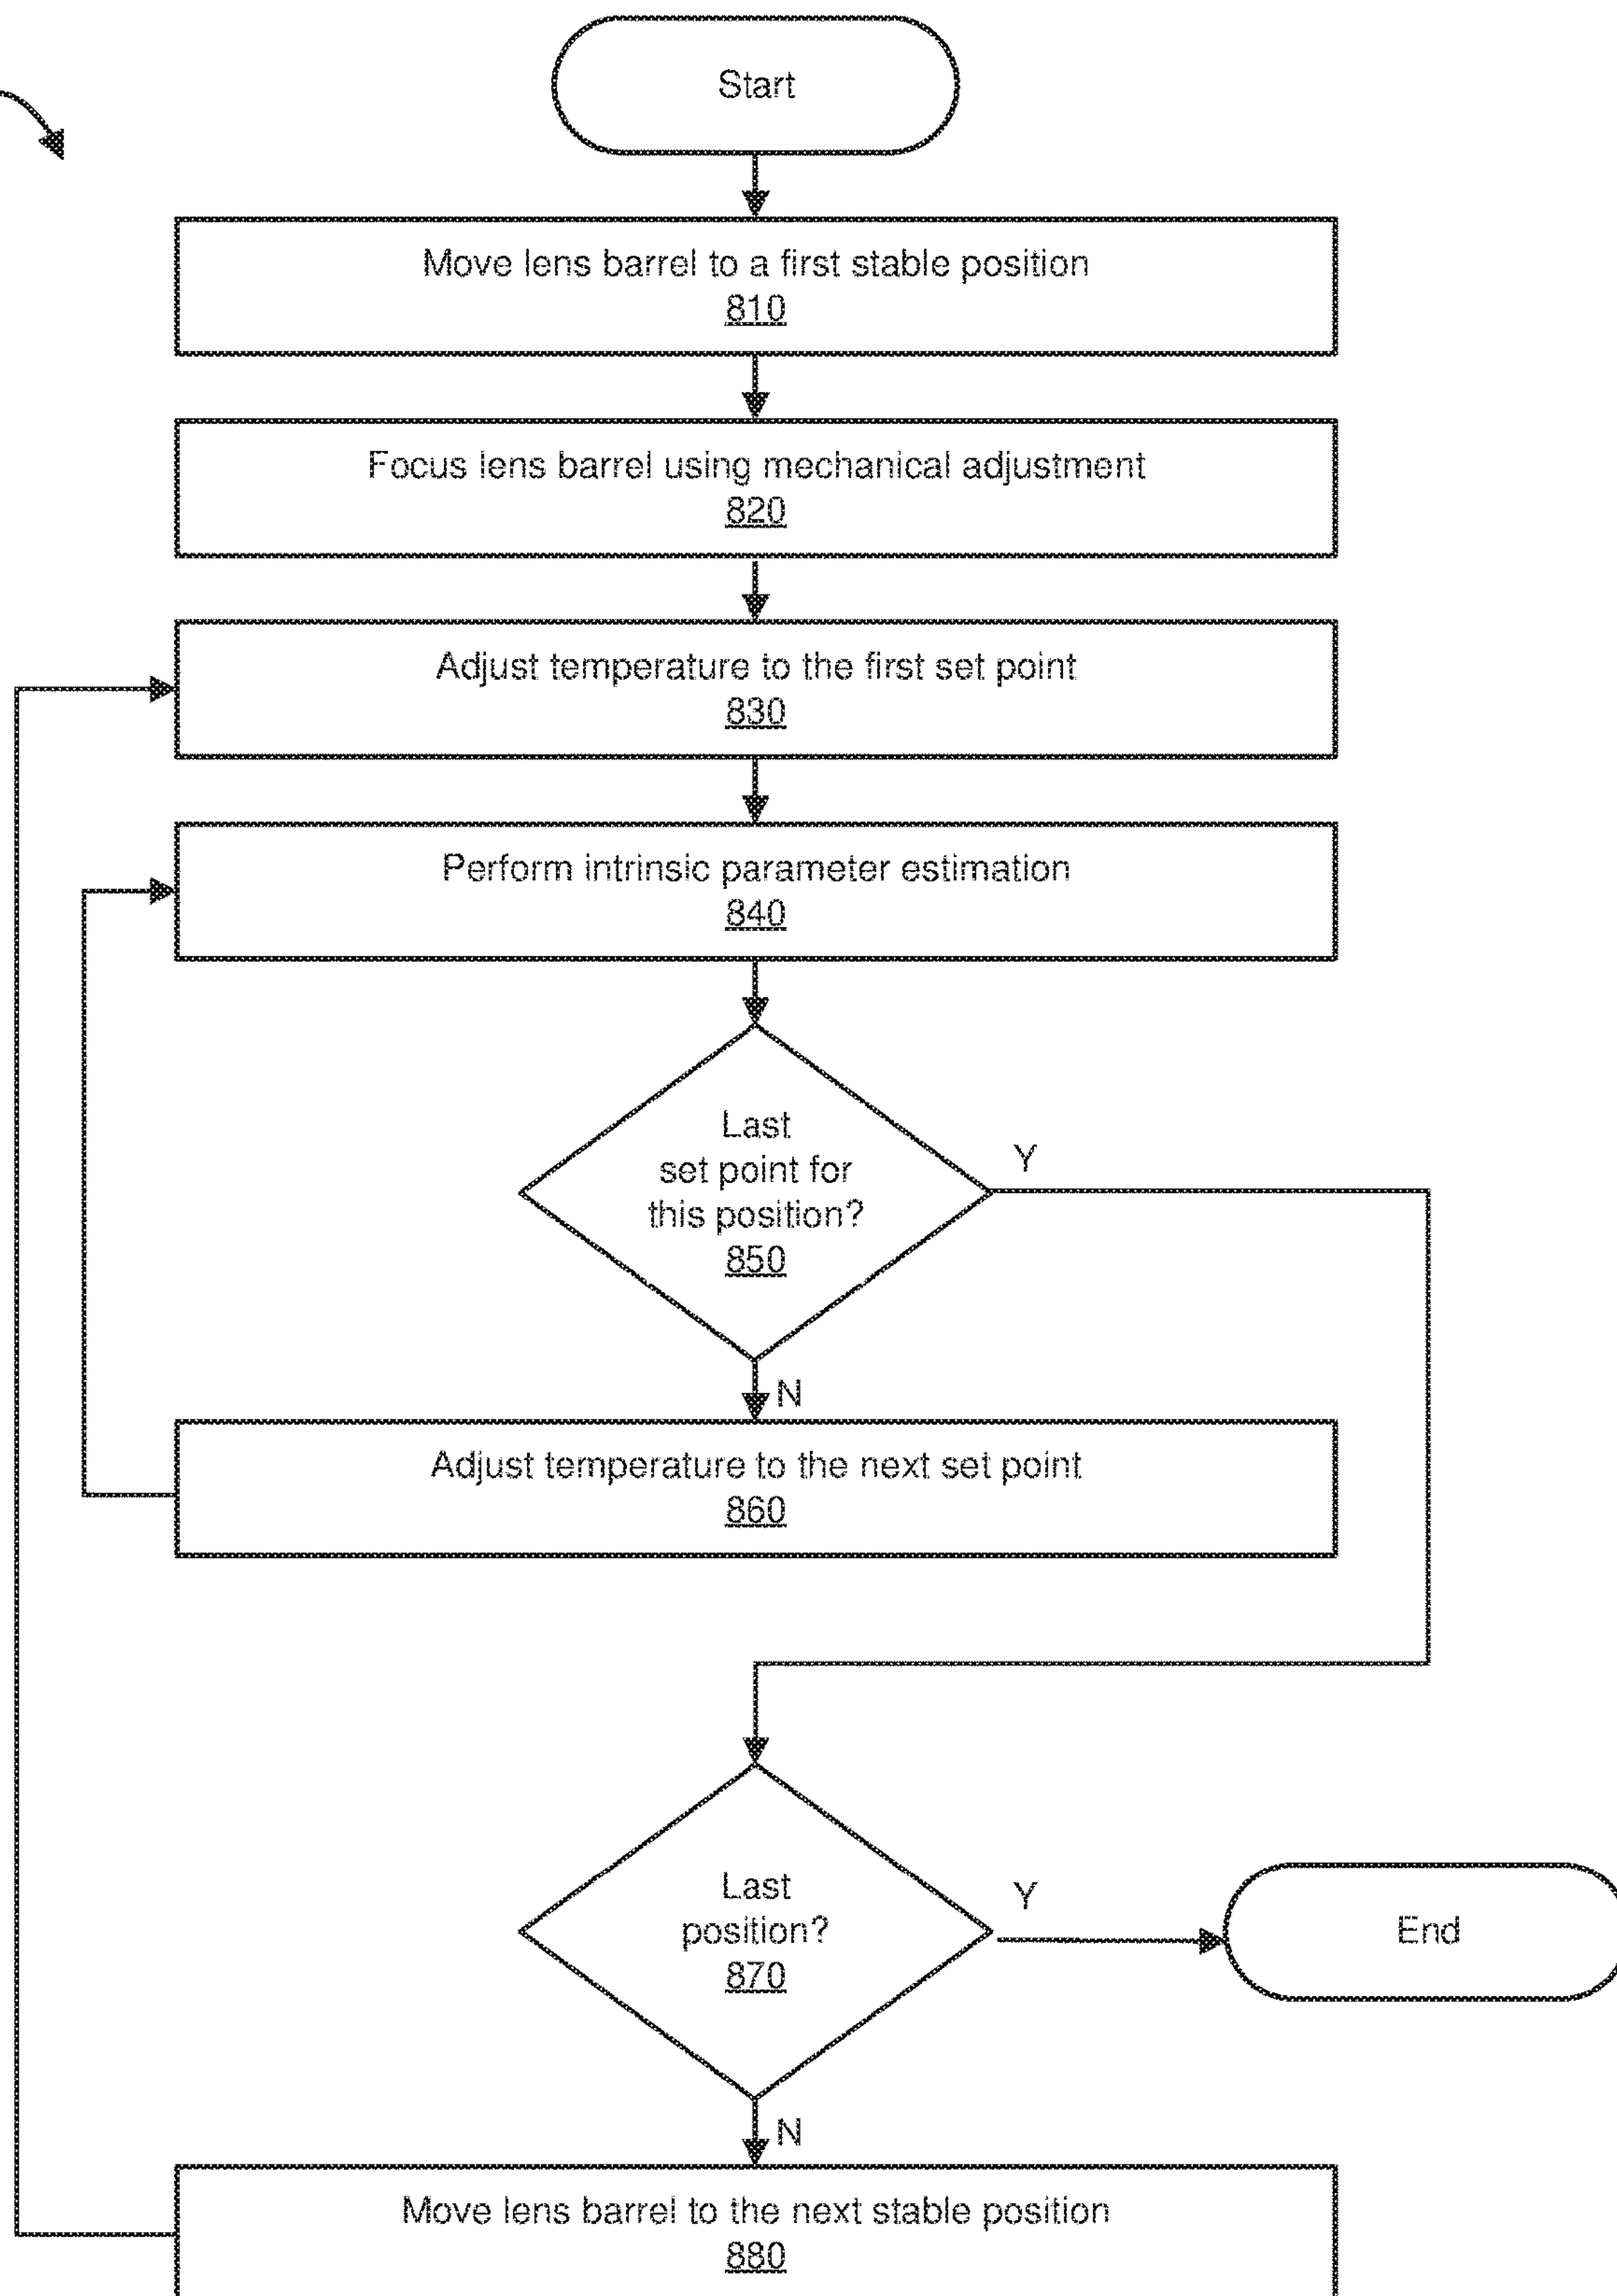 Start
Move lens barrel to a first stable position
810
Focus lens barrel using mechanical adjustment
820
Adjust temperature to the first set point
830
Perform intrinsic parameter estimation
840
Last
set point for
this position?
850
Y
N
Adjust temperature to the next set point
860
Last
position?
870
Y
End
N
Move lens barrel to the next stable position
880